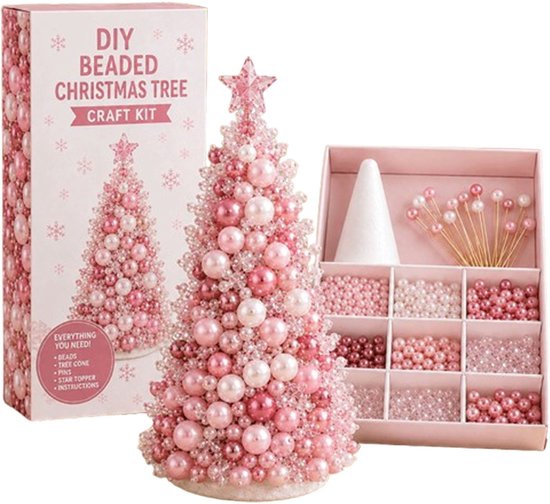 DIY
BEADED
CHRISTMAS TREE
CRAFT KIT
EVERYTHING
YOU NEED!
• BEADS
• TREE CONE
• PINS
• STAR TOPPER
• INSTRUCTIONS